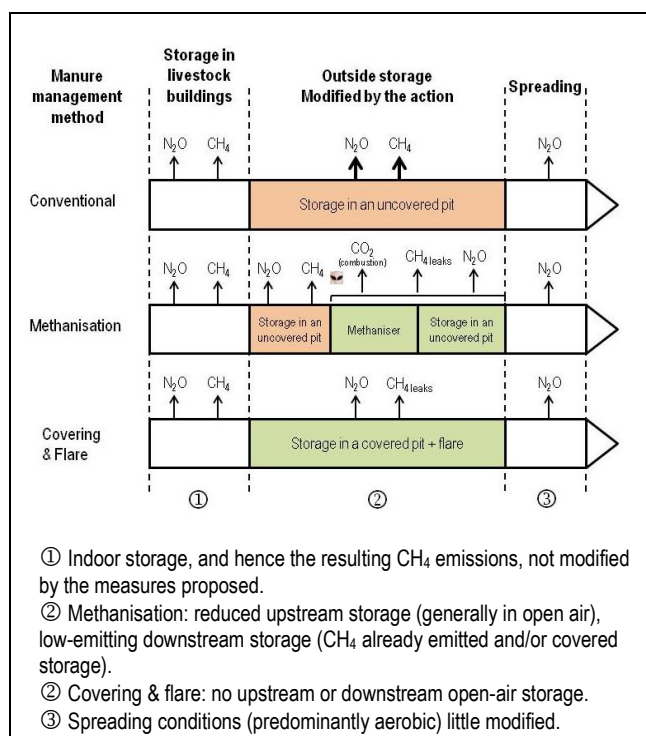 Storage in
livestock
buildings
Manure
management
method
Outside storage
Modified by the action
Spreading
N₂O CH₄ N₂O CH₄ N₂O
Conventional
Storage in an uncovered pit
N₂O CH₄ N₂O CH₄ CO₂ (combustion) CH₄ leaks N₂O N₂O
Methanisation
Storage in an
uncovered pit
Methaniser
Storage in an
uncovered pit
N₂O CH₄ N₂O CH₄ leaks N₂O
Covering
& Flare
Storage in a covered pit + flare
① ② ③
① Indoor storage, and hence the resulting CH₄ emissions, not modified
by the measures proposed.
② Methanisation: reduced upstream storage (generally in open air),
low-emitting downstream storage (CH₄ already emitted and/or covered
storage).
② Covering & flare: no upstream or downstream open-air storage.
③ Spreading conditions (predominantly aerobic) little modified.